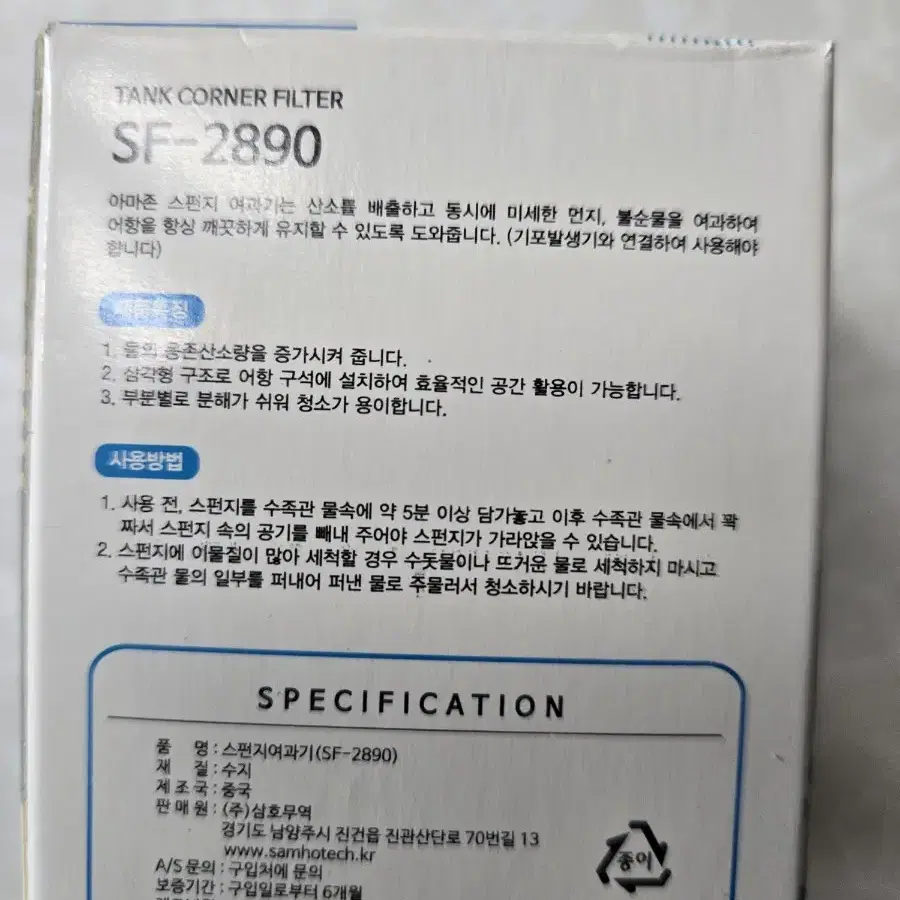 TANK CORNER FILTER
SF-2890
아마존 스펀지 여과기는 산소를 배출하고 동시에 미세한 먼지, 불순물을 여과하여
어항을 항상 깨끗하게 유지할 수 있도록 도와줍니다. (기포발생기와 연결하여 사용해야
합니다)
제품특징
1. 물의 용존산소량을 증가시켜 줍니다.
2. 삼각형 구조로 어항 구석에 설치하여 효율적인 공간 활용이 가능합니다.
3. 부분별로 분해가 쉬워 청소가 용이합니다.
사용방법
1. 사용 전, 스펀지를 수족관 물속에 약 5분 이상 담가놓고 이후 수족관 물속에서 꽉
짜서 스펀지 속의 공기를 빼내 주어야 스펀지가 가라앉을 수 있습니다.
2. 스펀지에 이물질이 많아 세척할 경우 수돗물이나 뜨거운 물로 세척하지 마시고
수족관 물의 일부를 퍼내어 퍼낸 물로 주물러서 청소하시기 바랍니다.
SPECIFICATION
품 명 : 스펀지여과기(SF-2890)
재 질 : 수지
제 조 국 : 중국
판 매 원 : (주)삼호무역
경기도 남양주시 진건읍 진관산단로 70번길 13
www.samhotech.kr
A/S 문의 : 구입처에 문의
보증기간 : 구입일로부터 6개월
종이